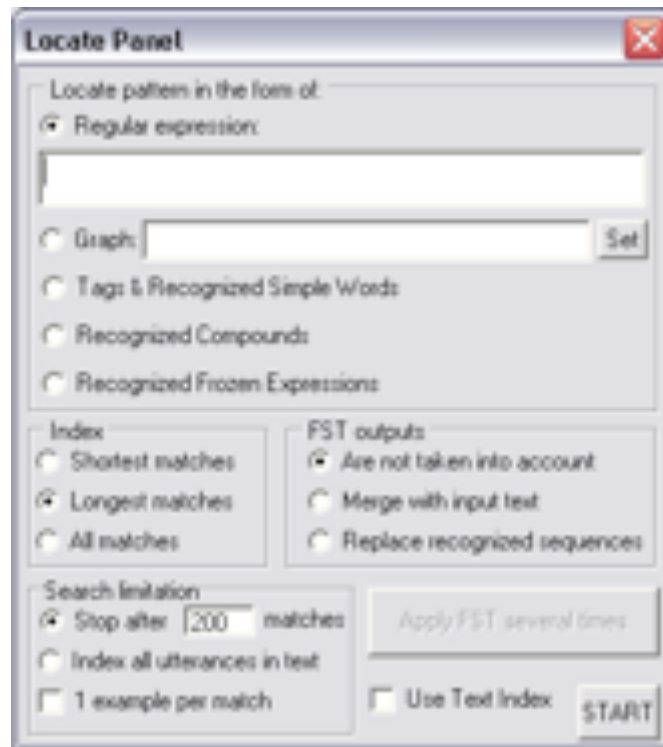 Locate Panel
Locate pattern in the form of:
Regular expression:
Graph: Set
Tags & Recognized Simple Words
Recognized Compounds
Recognized Frozen Expressions
Index
Shortest matches
Longest matches
All matches
FST outputs
Are not taken into account
Merge with input text
Replace recognized sequences
Search limitation
Stop after 200 matches
Index all utterances in text
1 example per match
Apply FST several times
Use Text Index
START